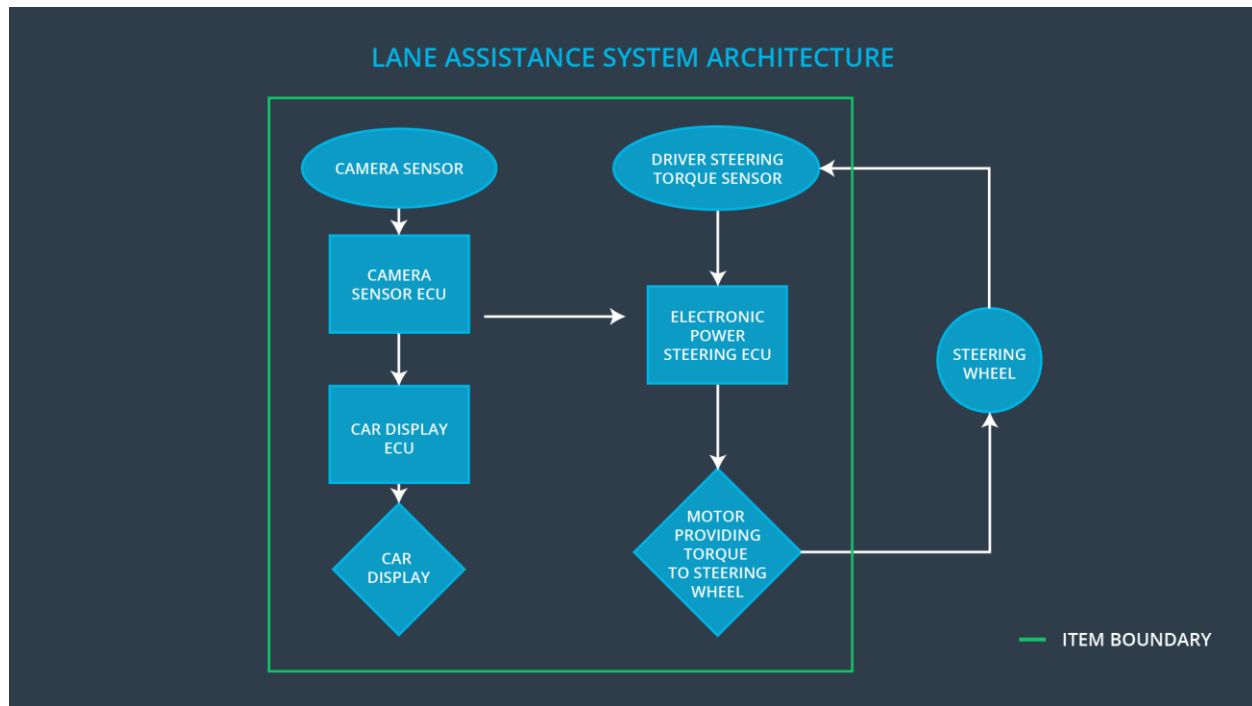 LANE ASSISTANCE SYSTEM ARCHITECTURE
CAMERA SENSOR
CAMERA
SENSOR ECU
CAR DISPLAY
ECU
CAR
DISPLAY
DRIVER STEERING
TORQUE SENSOR
ELECTRONIC
POWER
STEERING ECU
MOTOR
PROVIDING
TORQUE
TO STEERING
WHEEL
STEERING
WHEEL
ITEM BOUNDARY